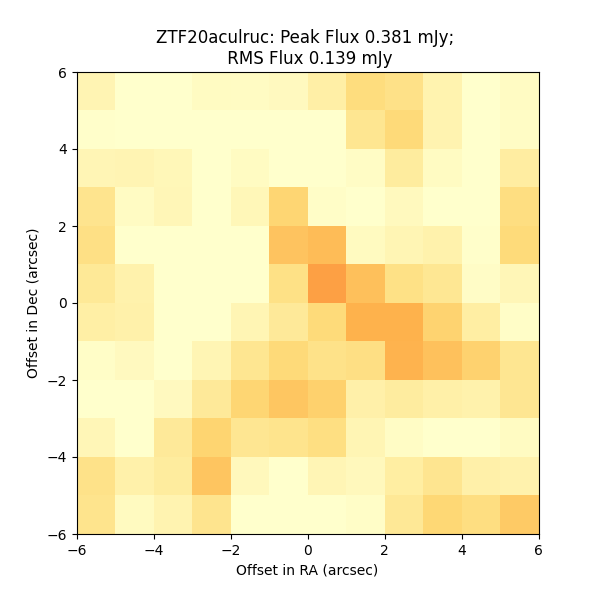 ZTF20aculruc: Peak Flux 0.381 mJy;
RMS Flux 0.139 mJy
6
4
2
0
−2
−4
−6
Offset in Dec (arcsec)
−6 −4 −2 0 2 4 6
Offset in RA (arcsec)